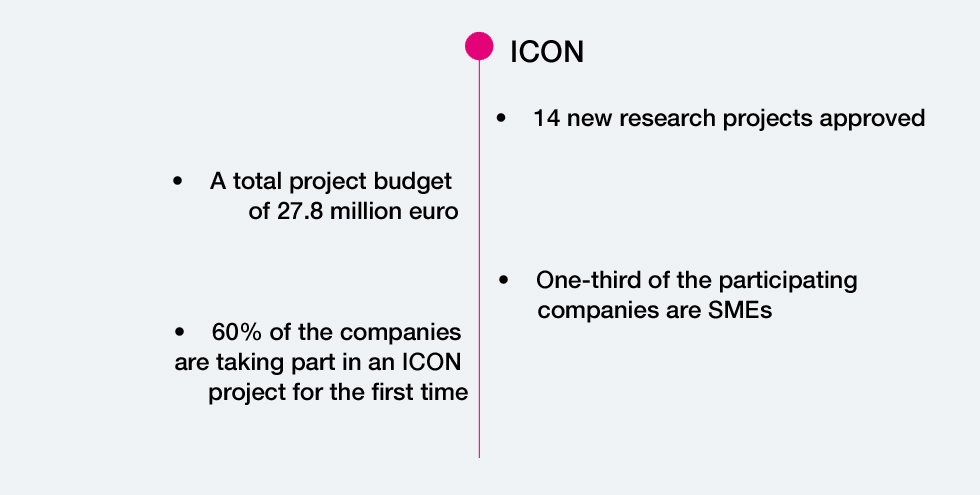 ICON
• 14 new research projects approved
• A total project budget
of 27.8 million euro
• One-third of the participating
companies are SMEs
• 60% of the companies
are taking part in an ICON
project for the first time